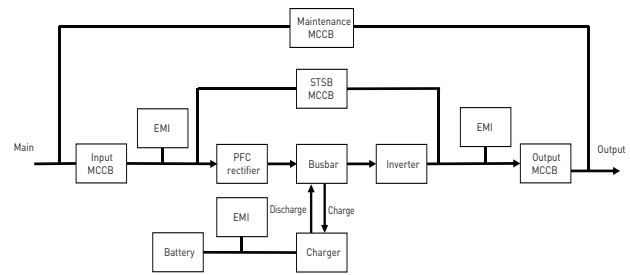 Maintenance
MCCB
STSB
MCCB
EMI
EMI
Main
Input
MCCB
PFC
rectifier
Busbar
Inverter
Output
MCCB
Output
Discharge
Charge
EMI
Battery
Charger